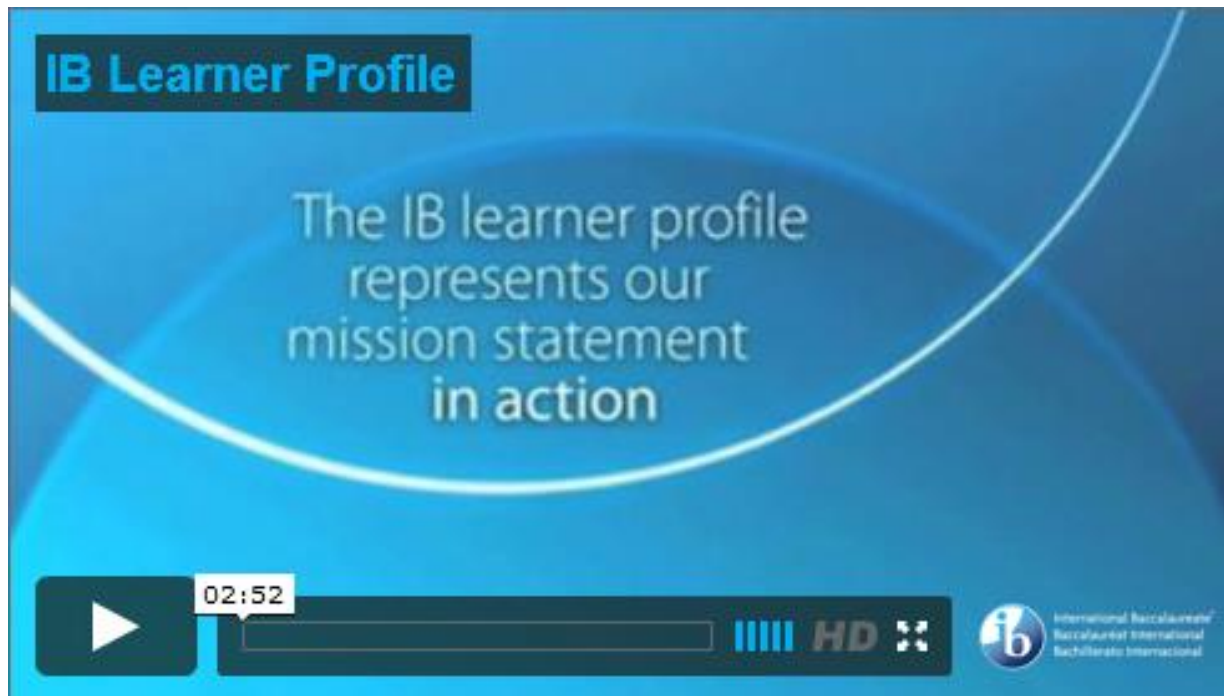 IB Learner Profile
The IB learner profile
represents our
mission statement
in action
02:52
HD
ib
International Baccalaureate®
Baccalauréat International
Bachillerato Internacional